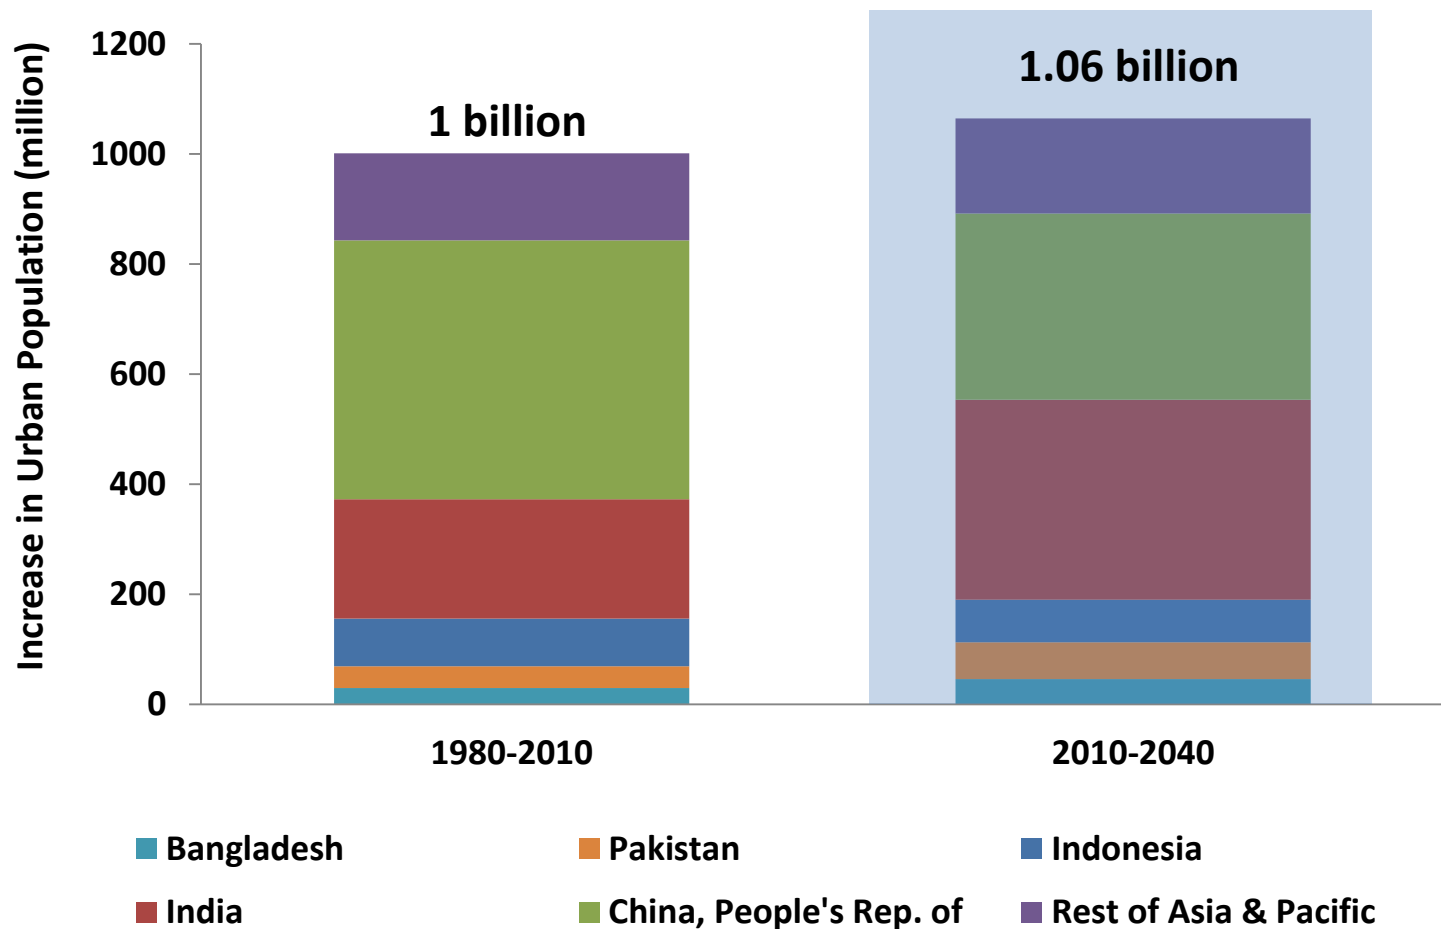 Increase in Urban Population (million)
1200
1000
800
600
400
200
0
1 billion
1.06 billion
1980-2010
2010-2040
Bangladesh
Pakistan
Indonesia
India
China, People's Rep. of
Rest of Asia & Pacific